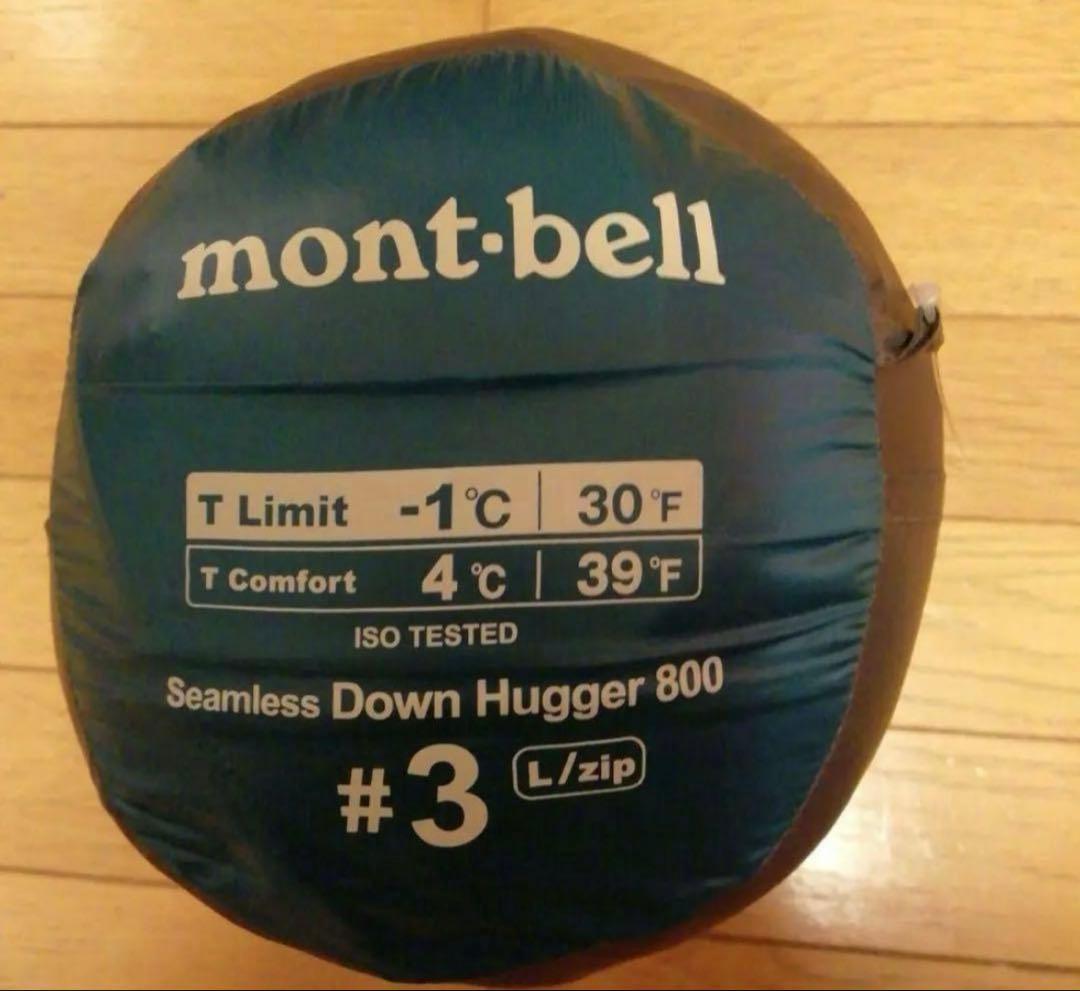 mont-bell
T Limit -1℃ | 30°F
T Comfort 4℃ | 39°F
ISO TESTED
Seamless Down Hugger 800
#3 L/zip